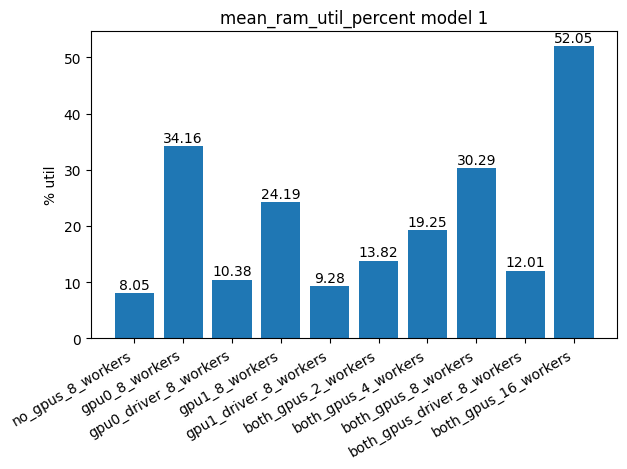 mean_ram_util_percent model 1
% util
50
40
30
20
10
0
8.05
34.16
10.38
24.19
9.28
13.82
19.25
30.29
12.01
52.05
no_gpus_8_workers
gpu0_8_workers
gpu0_driver_8_workers
gpu1_8_workers
gpu1_driver_8_workers
both_gpus_2_workers
both_gpus_4_workers
both_gpus_8_workers
both_gpus_driver_8_workers
both_gpus_16_workers